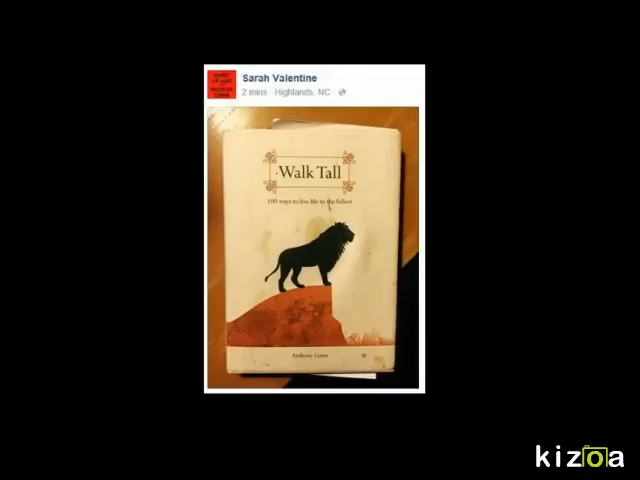 Sarah Valentine
2 mins · Highlands, NC ·
Walk Tall
100 ways to live life to the fullest
Anthony Gunn
kizoa